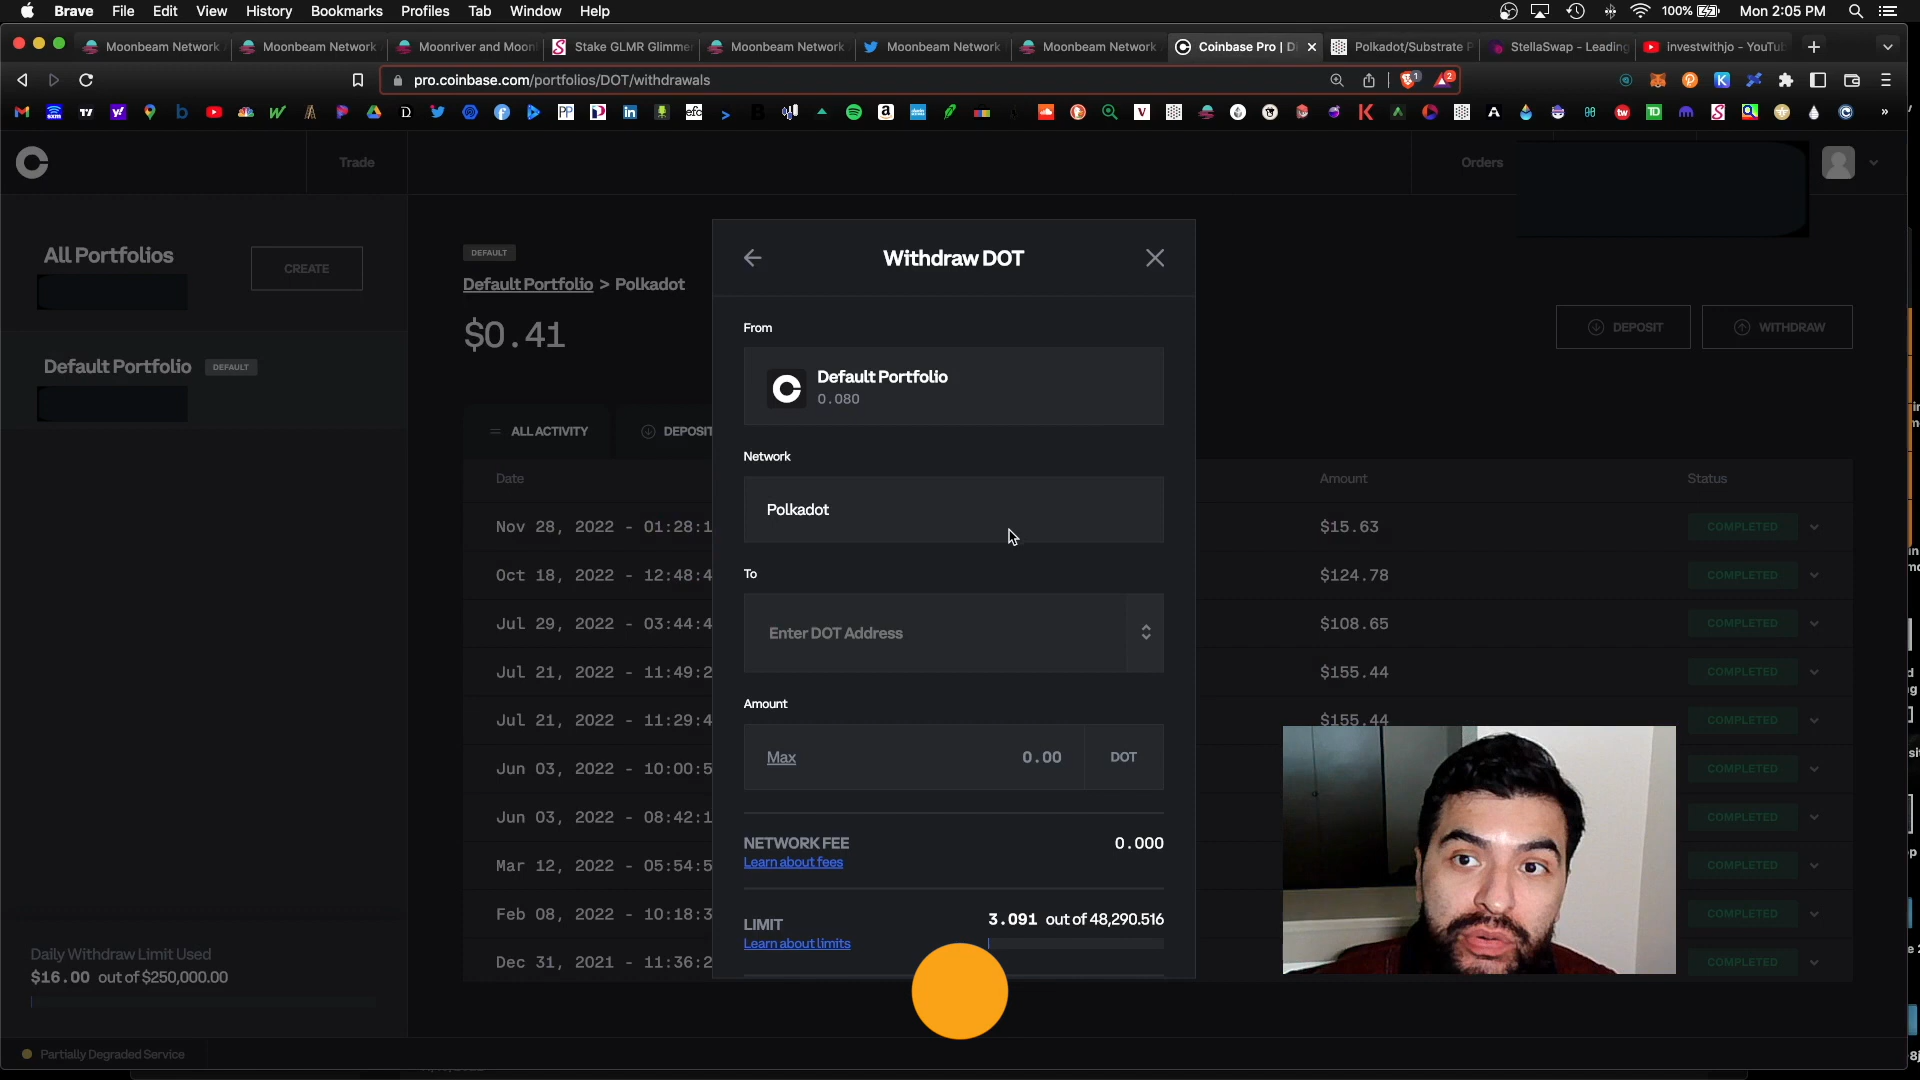 Brave File Edit View History Bookmarks Profiles Tab Window Help 100% Mon 2:05 PM
Moonbeam Network Moonbeam Network Moonriver and Moon Stake GLMR Glimmer Moonbeam Network Moonbeam Network Moonbeam Network Coinbase Pro | Di Polkadot/Substrate P StellaSwap - Leading investwithjo - YouTub
pro.coinbase.com/portfolios/DOT/withdrawals
Trade
Orders
All Portfolios
CREATE
Default Portfolio DEFAULT
Daily Withdraw Limit Used
$16.00 out of $250,000.00
Partially Degraded Service
DEFAULT
Default Portfolio > Polkadot
$0.41
DEPOSIT
WITHDRAW
ALL ACTIVITY
DEPOSIT
Date Amount Status
Nov 28, 2022 - 01:28:1 $15.63 COMPLETED
Oct 18, 2022 - 12:48:4 $124.78 COMPLETED
Jul 29, 2022 - 03:44:4 $108.65 COMPLETED
Jul 21, 2022 - 11:49:2 $155.44 COMPLETED
Jul 21, 2022 - 11:29:4 $155.44 COMPLETED
Jun 03, 2022 - 10:00:5 COMPLETED
Jun 03, 2022 - 08:42:1 COMPLETED
Mar 12, 2022 - 05:54:5 COMPLETED
Feb 08, 2022 - 10:18:3 COMPLETED
Dec 31, 2021 - 11:36:2 COMPLETED
Withdraw DOT
From
Default Portfolio
0.080
Network
Polkadot
To
Enter DOT Address
Amount
Max 0.00 DOT
NETWORK FEE 0.000
Learn about fees
LIMIT 3.091 out of 48,290.516
Learn about limits